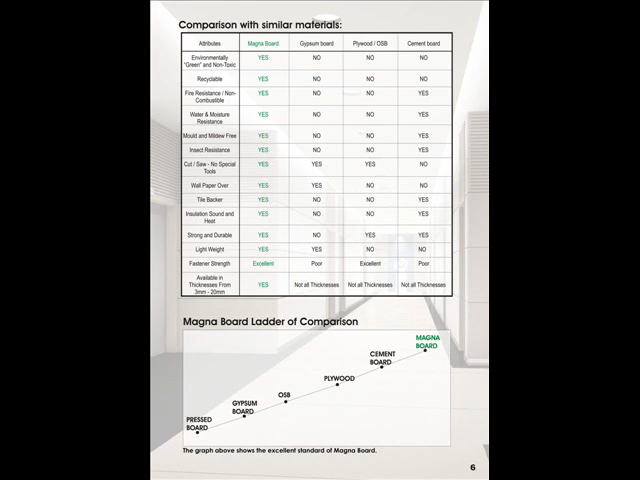 Comparison with similar materials:
Attributes Magna Board Gypsum board Plywood / OSB Cement board
Environmentally
"Green" and Non-Toxic YES NO NO NO
Recyclable YES NO NO NO
Fire Resistance / Non-
Combustible YES NO NO YES
Water & Moisture
Resistance YES NO NO YES
Mould and Mildew Free YES NO NO YES
Insect Resistance YES NO NO YES
Cut / Saw - No Special
Tools YES YES YES NO
Wall Paper Over YES YES NO NO
Tile Backer YES NO NO YES
Insulation Sound and
Heat YES NO NO YES
Strong and Durable YES NO YES YES
Light Weight YES YES NO NO
Fastener Strength Excellent Poor Excellent Poor
Available in
Thicknesses From
3mm - 20mm YES Not all Thicknesses Not all Thicknesses Not all Thicknesses
Magna Board Ladder of Comparison
MAGNA
BOARD
CEMENT
BOARD
PLYWOOD
OSB
GYPSUM
BOARD
PRESSED
BOARD
The graph above shows the excellent standard of Magna Board.
6